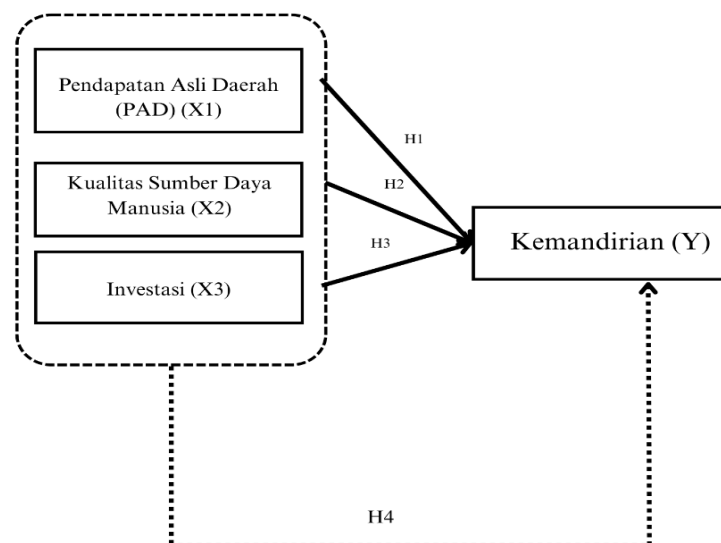 Pendapatan Asli Daerah
(PAD) (X1)
H1
Kualitas Sumber Daya
Manusia (X2)
H2
H3
Kemandirian (Y)
Investasi (X3)
H4